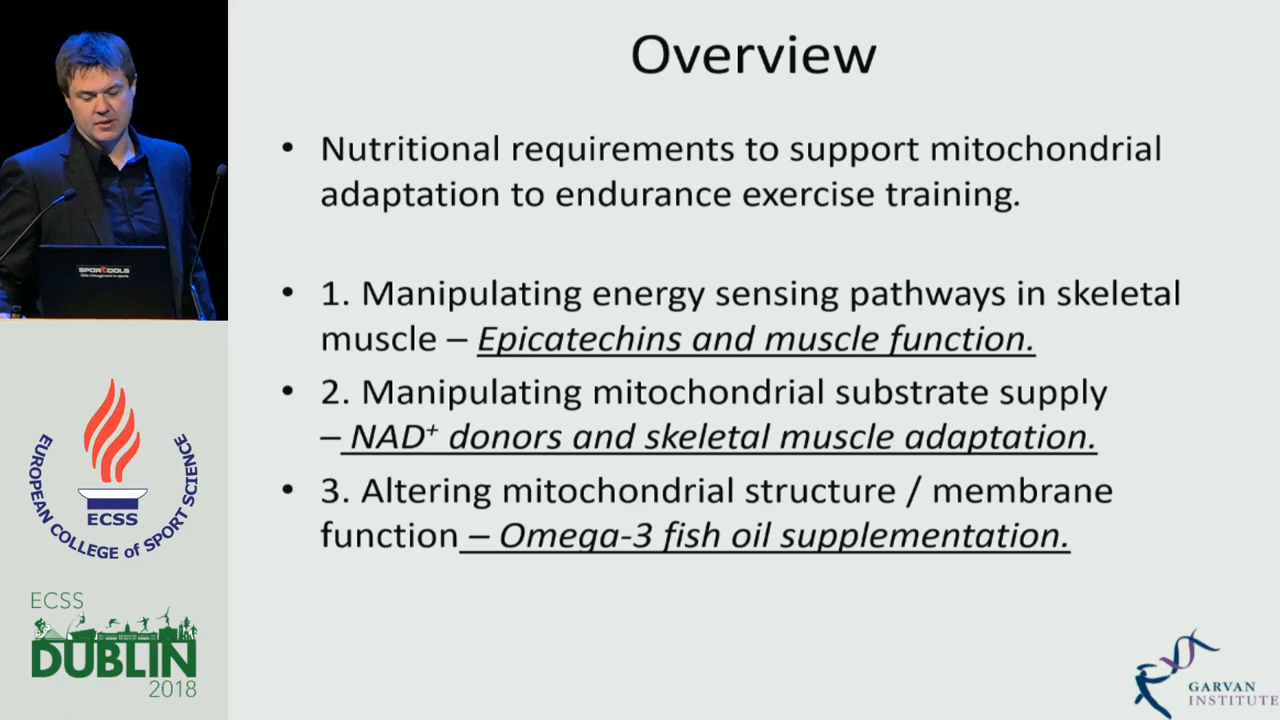 Overview
• Nutritional requirements to support mitochondrial
adaptation to endurance exercise training.
• 1. Manipulating energy sensing pathways in skeletal
muscle – Epicatechins and muscle function.
• 2. Manipulating mitochondrial substrate supply
– NAD⁺ donors and skeletal muscle adaptation.
• 3. Altering mitochondrial structure / membrane
function – Omega-3 fish oil supplementation.
SPORTOOLS
EUROPEAN COLLEGE of SPORT SCIENCE
ECSS
ECSS
DUBLIN
2018
GARVAN
INSTITUTE